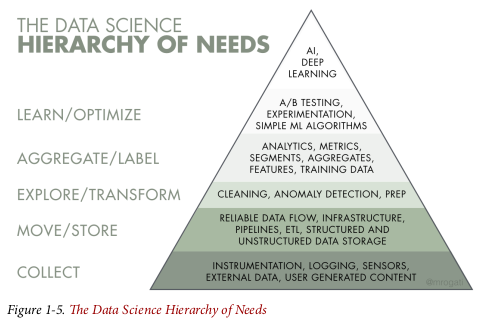 THE DATA SCIENCE
HIERARCHY OF NEEDS
AI,
DEEP
LEARNING
LEARN/OPTIMIZE
A/B TESTING,
EXPERIMENTATION,
SIMPLE ML ALGORITHMS
AGGREGATE/LABEL
ANALYTICS, METRICS,
SEGMENTS, AGGREGATES,
FEATURES, TRAINING DATA
EXPLORE/TRANSFORM
CLEANING, ANOMALY DETECTION, PREP
MOVE/STORE
RELIABLE DATA FLOW, INFRASTRUCTURE,
PIPELINES, ETL, STRUCTURED AND
UNSTRUCTURED DATA STORAGE
COLLECT
INSTRUMENTATION, LOGGING, SENSORS,
EXTERNAL DATA, USER GENERATED CONTENT
Figure 1-5. The Data Science Hierarchy of Needs